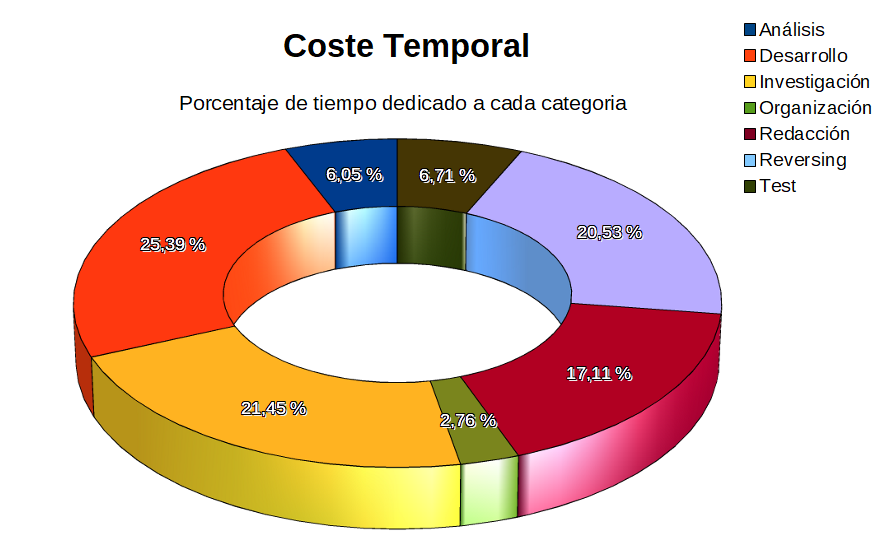 Coste Temporal
Porcentaje de tiempo dedicado a cada categoria
Análisis
Desarrollo
Investigación
Organización
Redacción
Reversing
Test
6,05 %
6,71 %
20,53 %
25,39 %
17,11 %
21,45 %
2,76 %